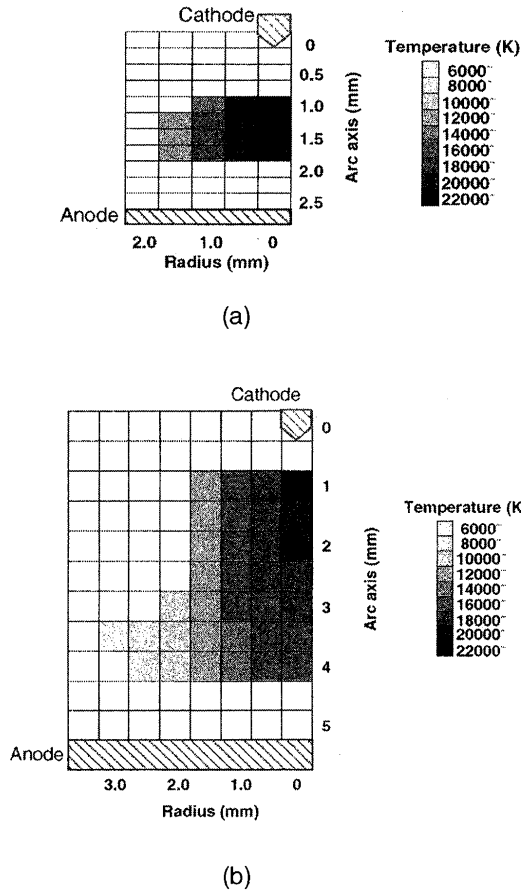 Cathode
0
0.5
1.0
1.5
2.0
2.5
Arc axis (mm)
Anode
2.0 1.0 0
Radius (mm)
Temperature (K)
6000
8000
10000
12000
14000
16000
18000
20000
22000
(a)
Cathode
0
1
2
3
4
5
Arc axis (mm)
Anode
3.0 2.0 1.0 0
Radius (mm)
Temperature (K
6000
8000
10000
12000
14000
16000
18000
20000
22000
(b)